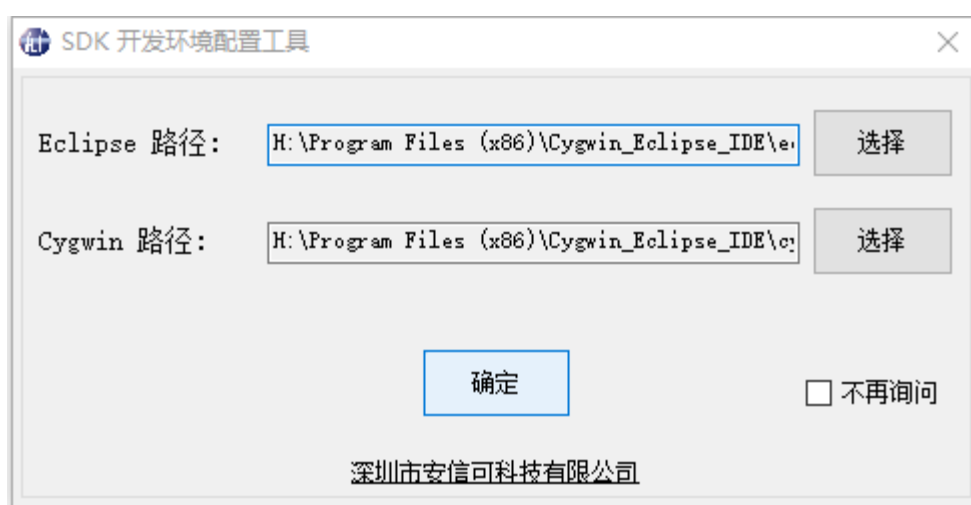 SDK 开发环境配置工具
Eclipse 路径: H:\Program Files (x86)\Cygwin_Eclipse_IDE\e 选择
Cygwin 路径: H:\Program Files (x86)\Cygwin_Eclipse_IDE\cy 选择
确定
不再询问
深圳市安信可科技有限公司